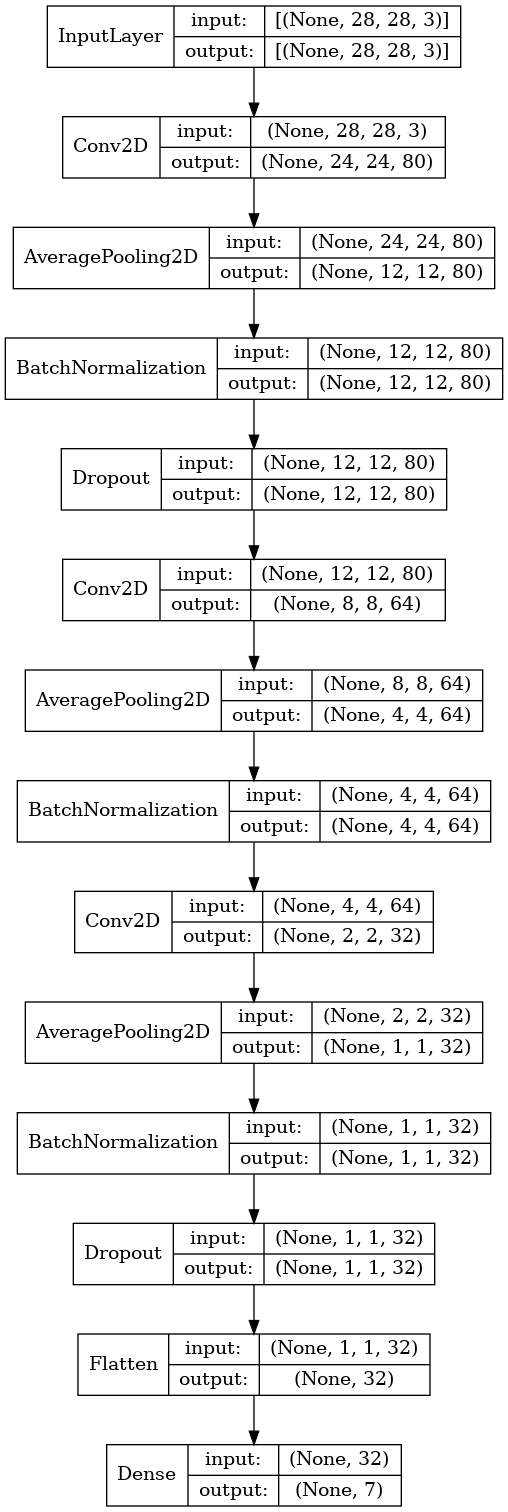 InputLayer
input: [(None, 28, 28, 3)]
output: [(None, 28, 28, 3)]
Conv2D
input: (None, 28, 28, 3)
output: (None, 24, 24, 80)
AveragePooling2D
input: (None, 24, 24, 80)
output: (None, 12, 12, 80)
BatchNormalization
input: (None, 12, 12, 80)
output: (None, 12, 12, 80)
Dropout
input: (None, 12, 12, 80)
output: (None, 12, 12, 80)
Conv2D
input: (None, 12, 12, 80)
output: (None, 8, 8, 64)
AveragePooling2D
input: (None, 8, 8, 64)
output: (None, 4, 4, 64)
BatchNormalization
input: (None, 4, 4, 64)
output: (None, 4, 4, 64)
Conv2D
input: (None, 4, 4, 64)
output: (None, 2, 2, 32)
AveragePooling2D
input: (None, 2, 2, 32)
output: (None, 1, 1, 32)
BatchNormalization
input: (None, 1, 1, 32)
output: (None, 1, 1, 32)
Dropout
input: (None, 1, 1, 32)
output: (None, 1, 1, 32)
Flatten
input: (None, 1, 1, 32)
output: (None, 32)
Dense
input: (None, 32)
output: (None, 7)